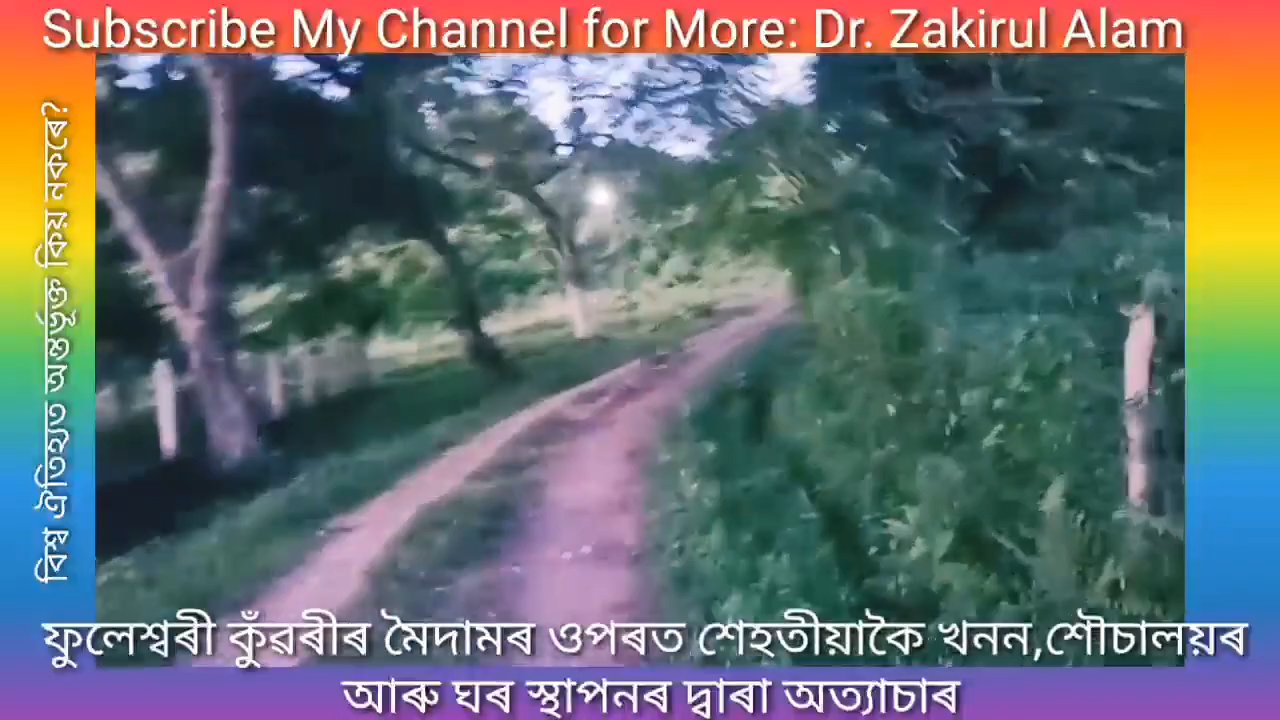 Subscribe My Channel for More: Dr. Zakirul Alam
বিশ্ব ঐতিহ্যত অন্তৰ্ভুক্ত কিয় নকৰে?
ফুলেশ্বৰী কুঁৱৰীৰ মৈদামৰ ওপৰত শেহতীয়াকৈ খনন,শৌচালয়ৰ
আৰু ঘৰ স্থাপনৰ দ্বাৰা অত্যাচাৰ